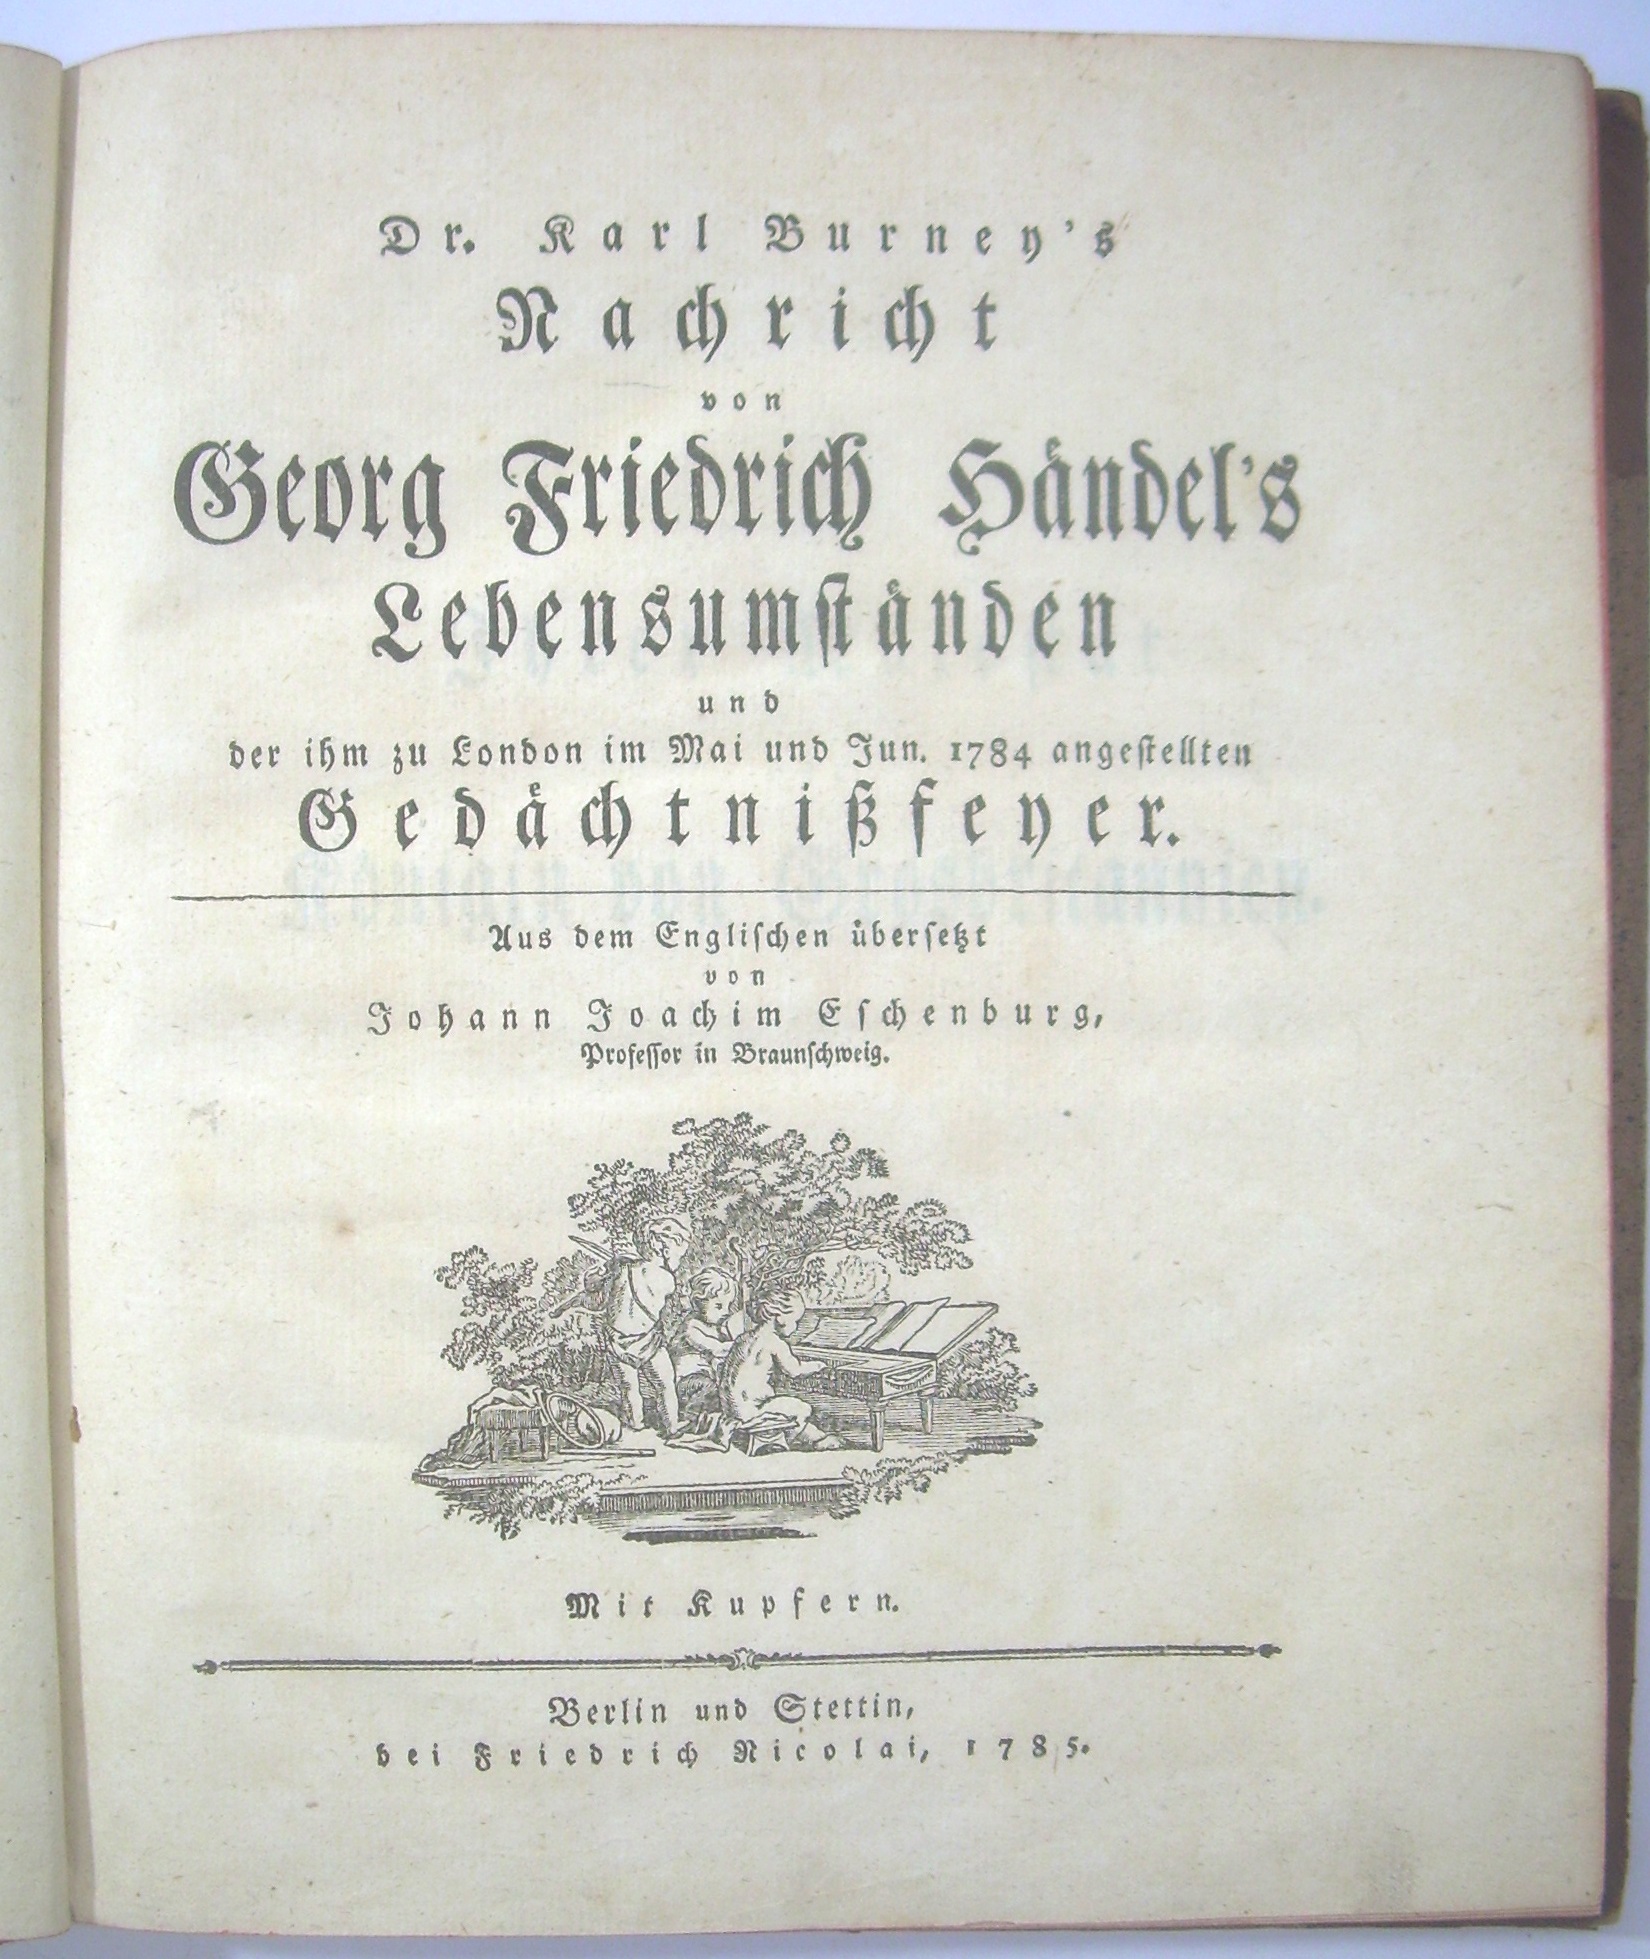 Dr. Karl Burney's
Nachricht
von
Georg Friedrich Händel's
Lebensumständen
und
der ihm zu London im Mai und Jun. 1784 angestellten
Gedächtnißfeyer.
Aus dem Englischen übersetzt
von
Johann Joachim Eschenburg,
Professor in Braunschweig.
Mit Kupfern.
Berlin und Stettin,
bei Friedrich Nicolai, 1785.